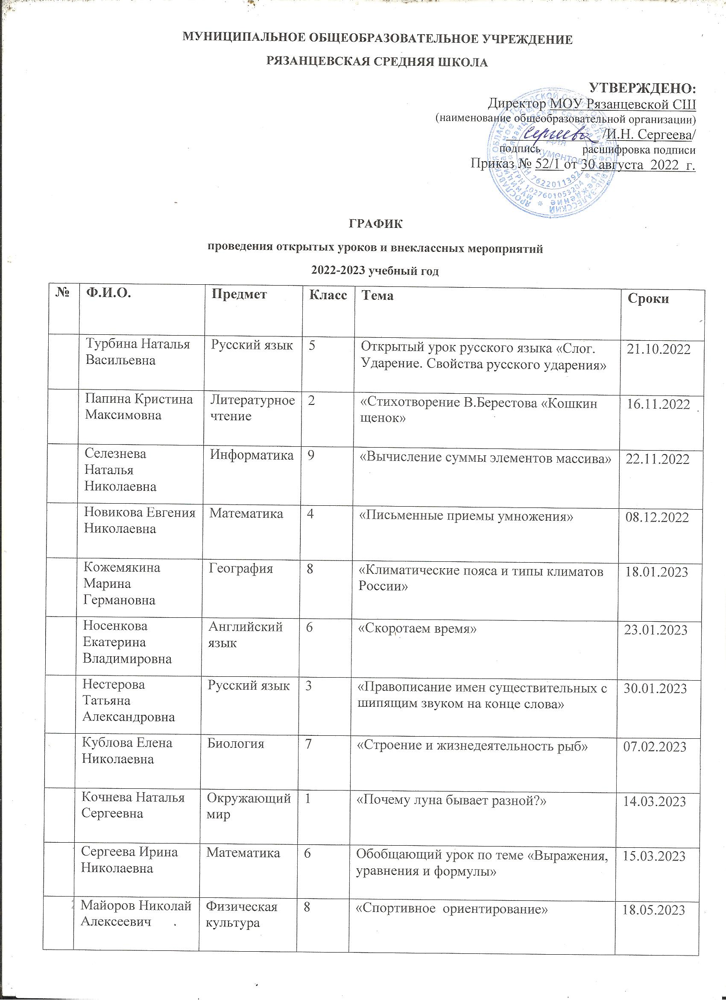 МУНИЦИПАЛЬНОЕ ОБЩЕОБРАЗОВАТЕЛЬНОЕ УЧРЕЖДЕНИЕ
РЯЗАНЦЕВСКАЯ СРЕДНЯЯ ШКОЛА
УТВЕРЖДЕНО:
Директор МОУ Рязанцевской СШ
(наименование общеобразовательной организации)
Сергеева /И.Н. Сергеева/
подпись расшифровка подписи
Приказ № 52/1 от 30 августа 2022 г.
для
документов
ИНН 7622011392
ОГРН 1027601053204
ГРАФИК
проведения открытых уроков и внеклассных мероприятий
2022-2023 учебный год
№ Ф.И.О. Предмет Класс Тема Сроки
Турбина Наталья Русский язык 5 Открытый урок русского языка «Слог. 21.10.2022
Васильевна Ударение. Свойства русского ударения»
Папина Кристина Литературное 2 «Стихотворение В.Берестова «Кошкин 16.11.2022
Максимовна чтение щенок»
Селезнева Информатика 9 «Вычисление суммы элементов массива» 22.11.2022
Наталья
Николаевна
Новикова Евгения Математика 4 «Письменные приемы умножения» 08.12.2022
Николаевна
Кожемякина География 8 «Климатические пояса и типы климатов 18.01.2023
Марина России»
Германовна
Носенкова Английский 6 «Скоротаем время» 23.01.2023
Екатерина язык
Владимировна
Нестерова Русский язык 3 «Правописание имен существительных с 30.01.2023
Татьяна шипящим звуком на конце слова»
Александровна
Кублова Елена Биология 7 «Строение и жизнедеятельность рыб» 07.02.2023
Николаевна
Кочнева Наталья Окружающий 1 «Почему луна бывает разной?» 14.03.2023
Сергеевна мир
Сергеева Ирина Математика 6 Обобщающий урок по теме «Выражения, 15.03.2023
Николаевна уравнения и формулы»
Майоров Николай Физическая 8 «Спортивное ориентирование» 18.05.2023
Алексеевич культура